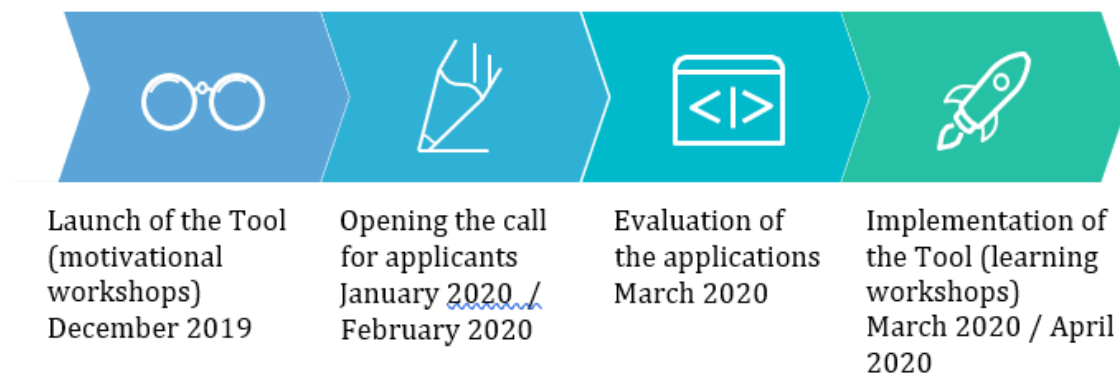 Launch of the Tool
(motivational
workshops)
December 2019
Opening the call
for applicants
January 2020 /
February 2020
Evaluation of
the applications
March 2020
Implementation of
the Tool (learning
workshops)
March 2020 / April
2020